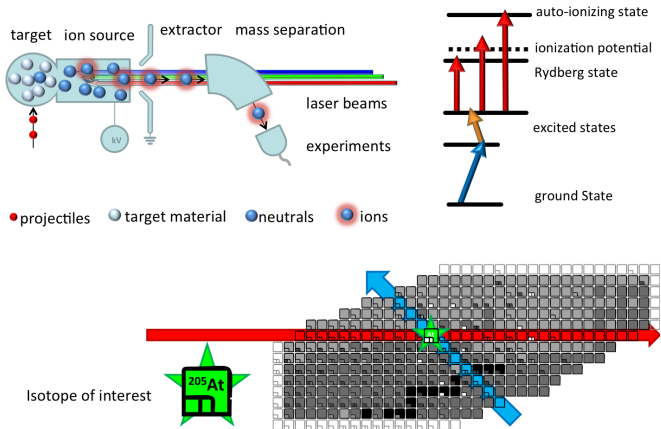 target
ion source
extractor
mass separation
kV
laser beams
experiments
projectiles
target material
neutrals
ions
auto-ionizing state
ionization potential
Rydberg state
excited states
ground State
At
205At
Isotope of interest